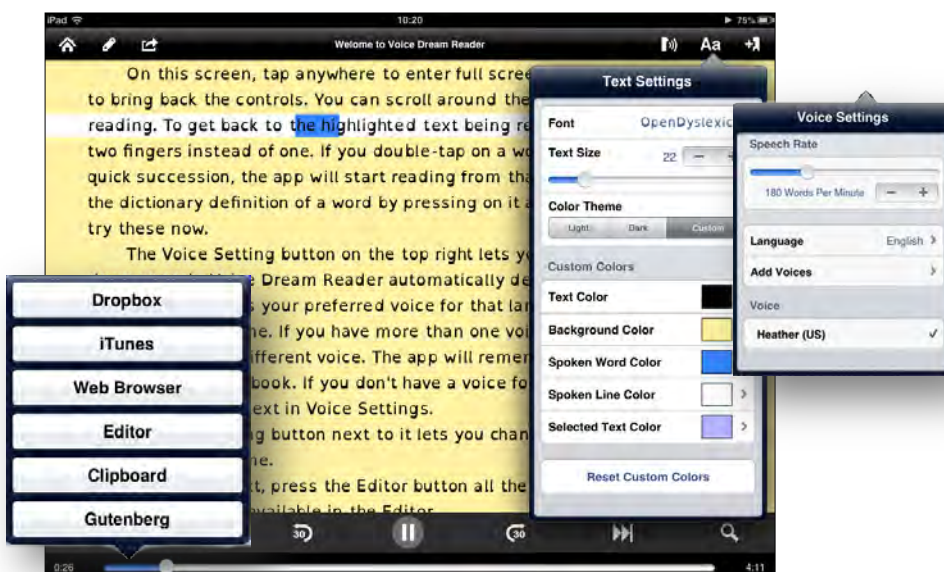 iPad
10:20
75%
Welome to Voice Dream Reader
Aa
On this screen, tap anywhere to enter full scre
to bring back the controls. You can scroll around the
reading. To get back to the highlighted text being re
two fingers instead of one. If you double-tap on a wo
quick succession, the app will start reading from tha
the dictionary definition of a word by pressing on it a
try these now.
The Voice Setting button on the top right lets yo
Dream Reader automatically de
your preferred voice for that lan
ne. If you have more than one voi
ifferent voice. The app will remem
book. If you don't have a voice fo
ext in Voice Settings.
g button next to it lets you chan
ne.
t, press the Editor button all the
available in the Editor
Dropbox
iTunes
Web Browser
Editor
Clipboard
Gutenberg
Text Settings
Font OpenDyslexic
Text Size 22 − +
Color Theme
Light Dark Custom
Custom Colors
Text Color
Background Color
Spoken Word Color
Spoken Line Color
Selected Text Color
Reset Custom Colors
Voice Settings
Speech Rate
180 Words Per Minute − +
Language English
Add Voices
Voice
Heather (US)
30
30
0:26
4:11